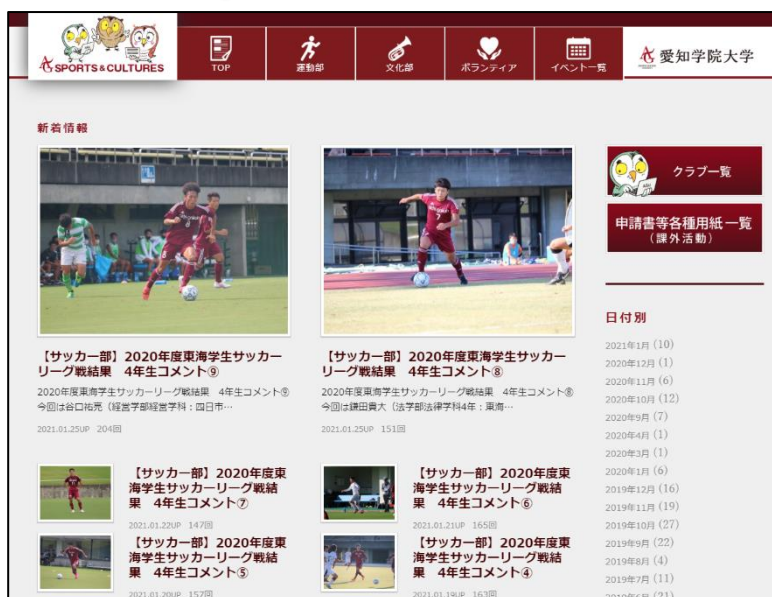 SPORTS & CULTURES
TOP
運動部
文化部
ボランティア
イベント一覧
愛知学院大学
新着情報
【サッカー部】2020年度東海学生サッカー
リーグ戦結果 4年生コメント⑨
2020年度東海学生サッカーリーグ戦結果 4年生コメント⑨
今回は谷口祐亮（経営学部経営学科：四日市…
2021.01.25UP 204回
【サッカー部】2020年度東海学生サッカー
リーグ戦結果 4年生コメント⑧
2020年度東海学生サッカーリーグ戦結果 4年生コメント⑧
今回は鎌田貴大（法学部法律学科4年：東海…
2021.01.25UP 151回
【サッカー部】2020年度東
海学生サッカーリーグ戦結
果 4年生コメント⑦
2021.01.22UP 147回
【サッカー部】2020年度東
海学生サッカーリーグ戦結
果 4年生コメント⑥
2021.01.21UP 165回
【サッカー部】2020年度東
海学生サッカーリーグ戦結
果 4年生コメント⑤
2021.01.20UP 157回
【サッカー部】2020年度東
海学生サッカーリーグ戦結
果 4年生コメント④
2021.01.19UP 163回
クラブ一覧
申請書等各種用紙一覧
（課外活動）
日付別
2021年1月 (10)
2020年12月 (1)
2020年11月 (6)
2020年10月 (12)
2020年9月 (7)
2020年4月 (1)
2020年3月 (1)
2020年1月 (6)
2019年12月 (16)
2019年11月 (19)
2019年10月 (27)
2019年9月 (22)
2019年8月 (4)
2019年7月 (11)
2019年6月 (21)